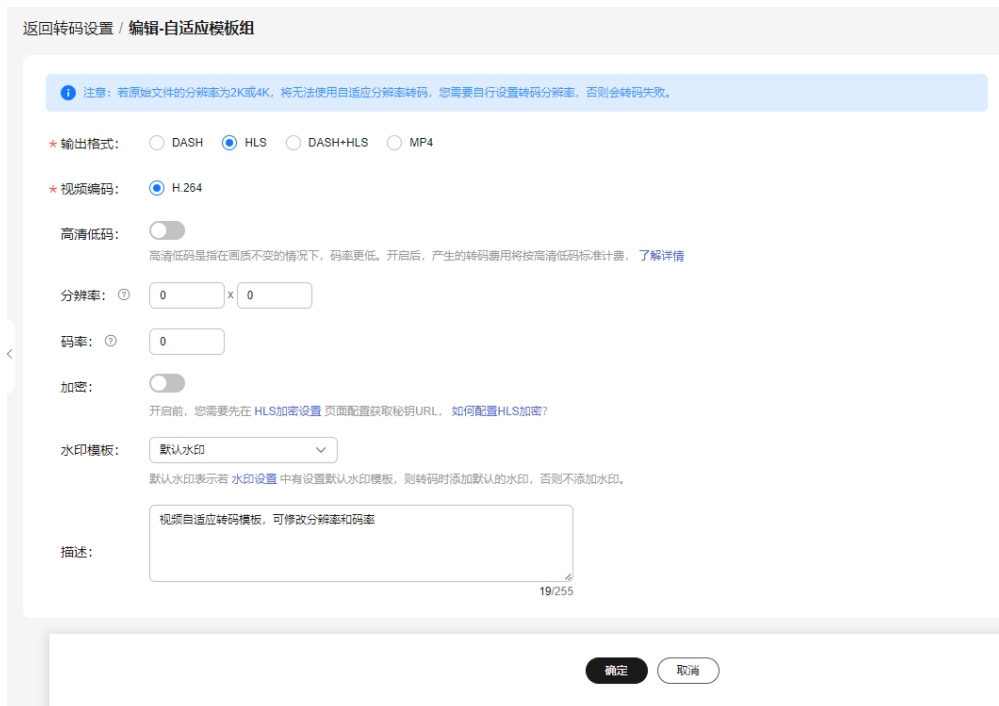 返回转码设置 / 编辑-自适应模板组
注意：若原始文件的分辨率为2K或4K，将无法使用自适应分辨率转码，您需要自行设置转码分辨率，否则会转码失败。
* 输出格式： DASH HLS DASH+HLS MP4
* 视频编码： H.264
高清低码：
高清低码是指在画质不变的情况下，码率更低。开启后，产生的转码费用将按高清低码标准计费， 了解详情
分辨率： ? 0 x 0
码率： ? 0
加密：
开启前，您需要先在 HLS加密设置 页面配置获取秘钥URL， 如何配置HLS加密?
水印模板： 默认水印
默认水印表示若 水印设置 中有设置默认水印模板，则转码时添加默认的水印，否则不添加水印。
视频自适应转码模板，可修改分辨率和码率
描述：
19/255
确定 取消